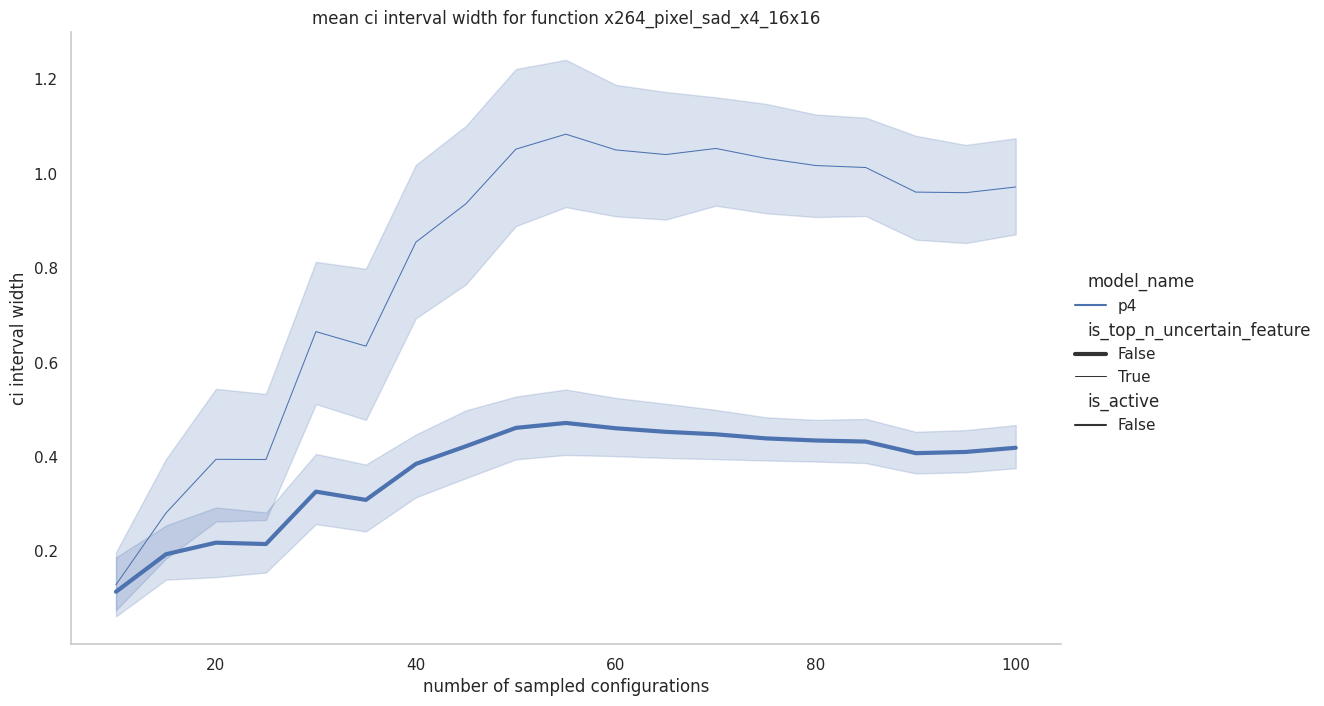 mean ci interval width for function x264_pixel_sad_x4_16x16
ci interval width
1.2
1.0
0.8
0.6
0.4
0.2
20
40
60
80
100
number of sampled configurations
model_name
p4
is_top_n_uncertain_feature
False
True
is_active
False